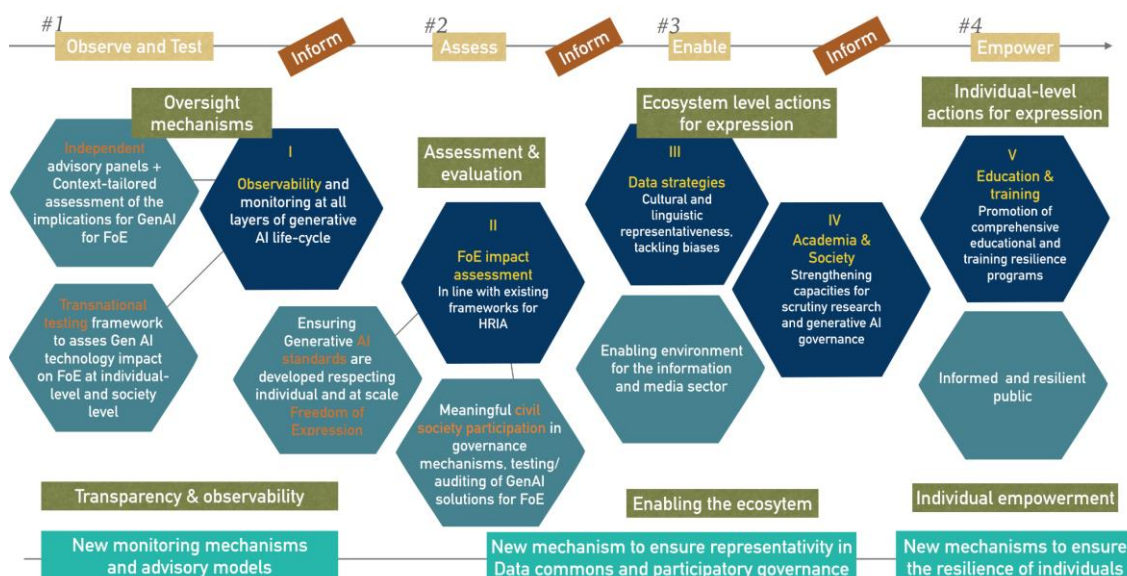 #1
Observe and Test
Inform
#2
Assess
Inform
#3
Enable
Inform
#4
Empower
Oversight
mechanisms
Independent
advisory panels +
Context-tailored
assessment of the
implications for GenAI
for FoE
I
Observability and
monitoring at all
layers of generative
AI life-cycle
Transnational
testing framework
to asses Gen AI
technology impact
on FoE at individual-
level and society
level
Ensuring
Generative AI
standards are
developed respecting
individual and at scale
Freedom of
Expression
Assessment &
evaluation
II
FoE impact
assessment
In line with existing
frameworks for
HRIA
Meaningful civil
society participation in
governance
mechanisms, testing/
auditing of GenAI
solutions for FoE
Ecosystem level actions
for expression
III
Data strategies
Cultural and
linguistic
representativeness,
tackling biases
IV
Academia &
Society
Strengthening
capacities for
scrutiny research
and generative AI
governance
Enabling environment
for the information
and media sector
Individual-level
actions for expression
V
Education &
training
Promotion of
comprehensive
educational and
training resilience
programs
Informed and resilient
public
Transparency & observability
Enabling the ecoytem
Individual empowerment
New monitoring mechanisms
and advisory models
New mechanism to ensure representativity in
Data commons and participatory governance
New mechanisms to ensure
the resilience of individuals